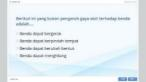 Berikut ini yang bukan pengaruh gaya otot terhadap benda
adalah....
Benda dapat bergerak
Benda dapat berpindah tempat
Benda dapat berubah bentuk
Benda dapat menghilang